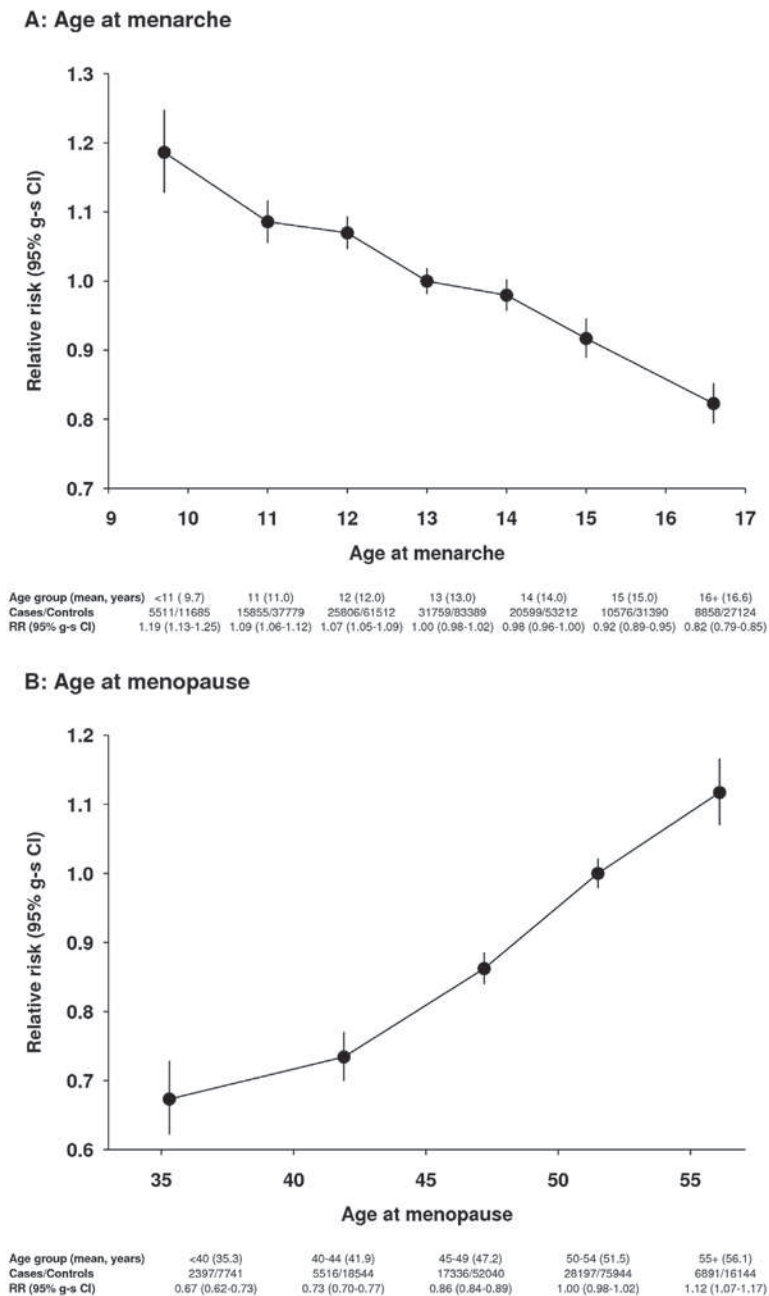 A: Age at menarche
1.3
1.2
1.1
1.0
0.9
0.8
0.7
Relative risk (95% g-s CI)
9 10 11 12 13 14 15 16 17
Age at menarche
Age group (mean, years) <11 ( 9.7) 11 (11.0) 12 (12.0) 13 (13.0) 14 (14.0) 15 (15.0) 16+ (16.6)
Cases/Controls 5511/11685 15855/37779 25806/61512 31759/83389 20599/53212 10576/31390 8858/27124
RR (95% g-s CI) 1.19 (1.13-1.25) 1.09 (1.06-1.12) 1.07 (1.05-1.09) 1.00 (0.98-1.02) 0.98 (0.96-1.00) 0.92 (0.89-0.95) 0.82 (0.79-0.85)
B: Age at menopause
1.2
1.1
1.0
0.9
0.8
0.7
0.6
Relative risk (95% g-s CI)
35 40 45 50 55
Age at menopause
Age group (mean, years) <40 (35.3) 40-44 (41.9) 45-49 (47.2) 50-54 (51.5) 55+ (56.1)
Cases/Controls 2397/7741 5516/18544 17336/52040 28197/75944 6891/16144
RR (95% g-s CI) 0.67 (0.62-0.73) 0.73 (0.70-0.77) 0.86 (0.84-0.89) 1.00 (0.98-1.02) 1.12 (1.07-1.17)